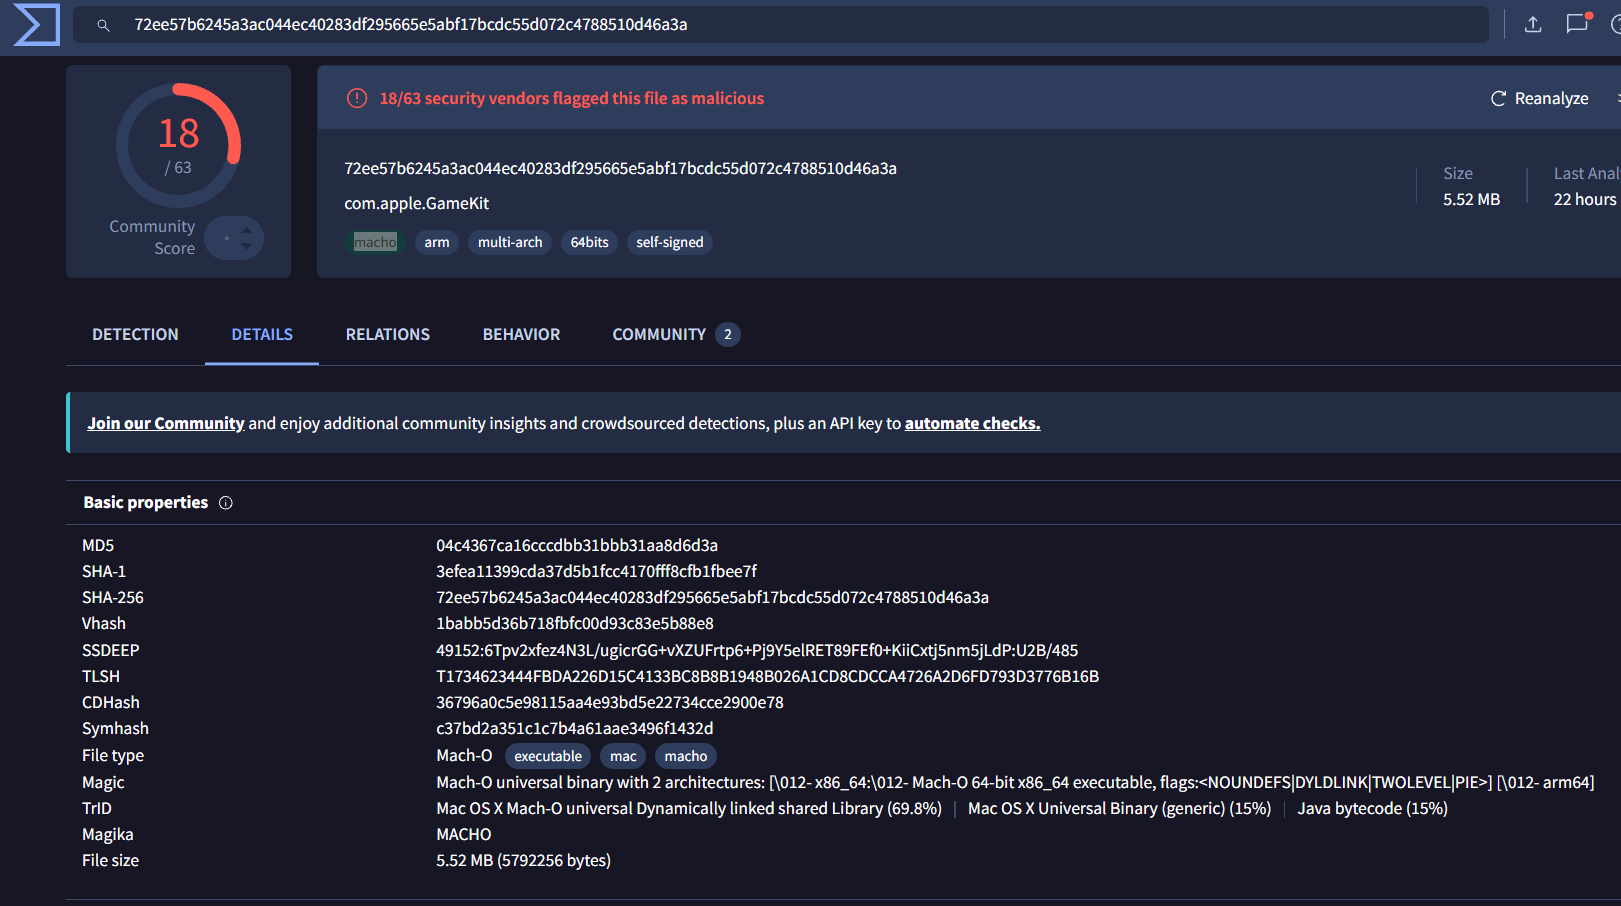 72ee57b6245a3ac044ec40283df295665e5abf17bcdc55d072c4788510d46a3a
18
/ 63
Community
Score
18/63 security vendors flagged this file as malicious
Reanalyze
72ee57b6245a3ac044ec40283df295665e5abf17bcdc55d072c4788510d46a3a
com.apple.GameKit
macho arm multi-arch 64bits self-signed
Size
5.52 MB
Last Anal
22 hours
DETECTION DETAILS RELATIONS BEHAVIOR COMMUNITY 2
Join our Community and enjoy additional community insights and crowdsourced detections, plus an API key to automate checks.
Basic properties
MD5 04c4367ca16cccdbb31bbb31aa8d6d3a
SHA-1 3efea11399cda37d5b1fcc4170fff8cfb1fbee7f
SHA-256 72ee57b6245a3ac044ec40283df295665e5abf17bcdc55d072c4788510d46a3a
Vhash 1babb5d36b718fbfc00d93c83e5b88e8
SSDEEP 49152:6Tpv2xfez4N3L/ugicrGG+vXZUFrtp6+Pj9Y5elRET89FEf0+KiiCxtj5nm5jLdP:U2B/485
TLSH T1734623444FBDA226D15C4133BC8B8B1948B026A1CD8CDCCA4726A2D6FD793D3776B16B
CDHash 36796a0c5e98115aa4e93bd5e22734cce2900e78
Symhash c37bd2a351c1c7b4a61aae3496f1432d
File type Mach-O executable mac macho
Magic Mach-O universal binary with 2 architectures: [\012- x86_64:\012- Mach-O 64-bit x86_64 executable, flags:<NOUNDEFS|DYLDLINK|TWOLEVEL|PIE>] [\012- arm64]
TrID Mac OS X Mach-O universal Dynamically linked shared Library (69.8%) | Mac OS X Universal Binary (generic) (15%) | Java bytecode (15%)
Magika MACHO
File size 5.52 MB (5792256 bytes)